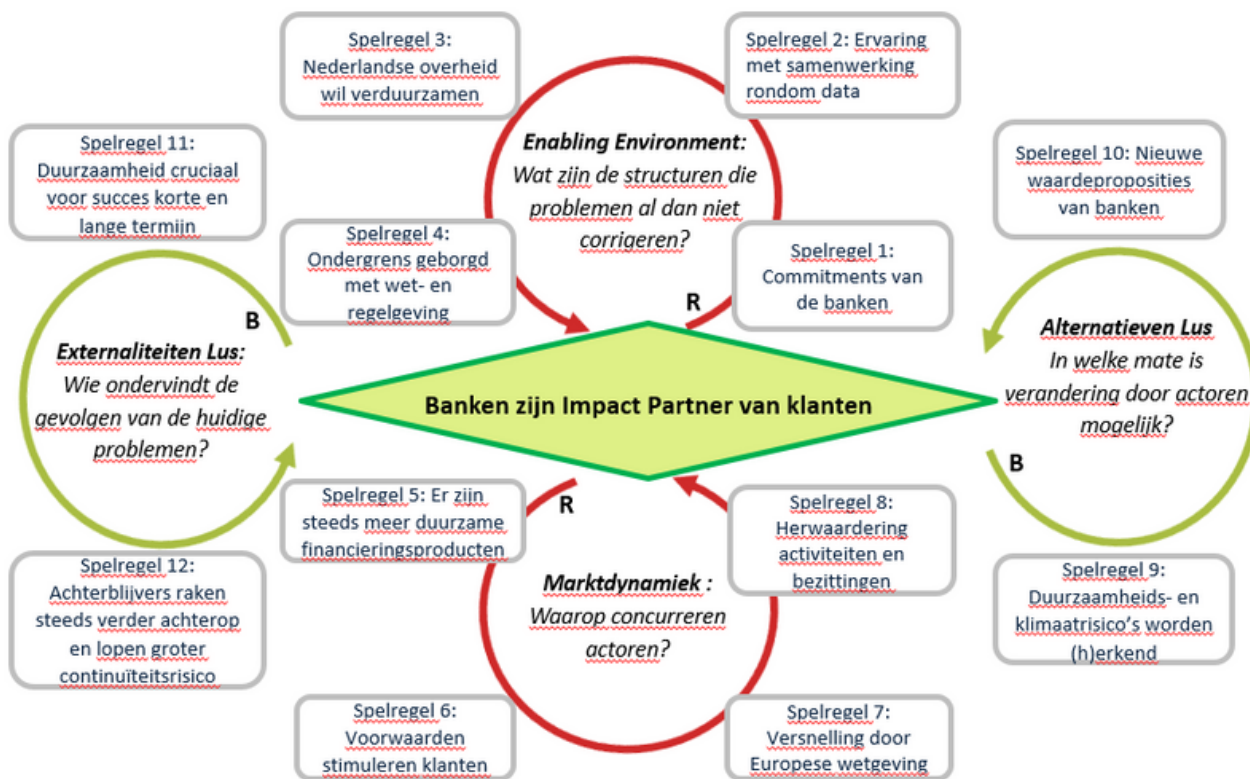 Spelregel 3:
Nederlandse overheid
wil verduurzamen
Spelregel 2: Ervaring
met samenwerking
rondom data
Spelregel 11:
Duurzaamheid cruciaal
voor succes korte en
lange termijn
Enabling Environment:
Wat zijn de structuren die
problemen al dan niet
corrigeren?
Spelregel 10: Nieuwe
waardeproposities
van banken
Spelregel 4:
Ondergrens geborgd
met wet- en
regelgeving
Spelregel 1:
Commitments van
de banken
R
B
Externaliteiten Lus:
Wie ondervindt de
gevolgen van de huidige
problemen?
Banken zijn Impact Partner van klanten
Alternatieven Lus
In welke mate is
verandering door actoren
mogelijk?
B
R
Spelregel 5: Er zijn
steeds meer duurzame
financieringsproducten
Spelregel 8:
Herwaardering
activiteiten en
bezittingen
Spelregel 12:
Achterblijvers raken
steeds verder achterop
en lopen groter
continuïteitsrisico
Marktdynamiek :
Waarop concurreren
actoren?
Spelregel 9:
Duurzaamheids- en
klimaatrisico's worden
(h)erkend
Spelregel 6:
Voorwaarden
stimuleren klanten
Spelregel 7:
Versnelling door
Europese wetgeving